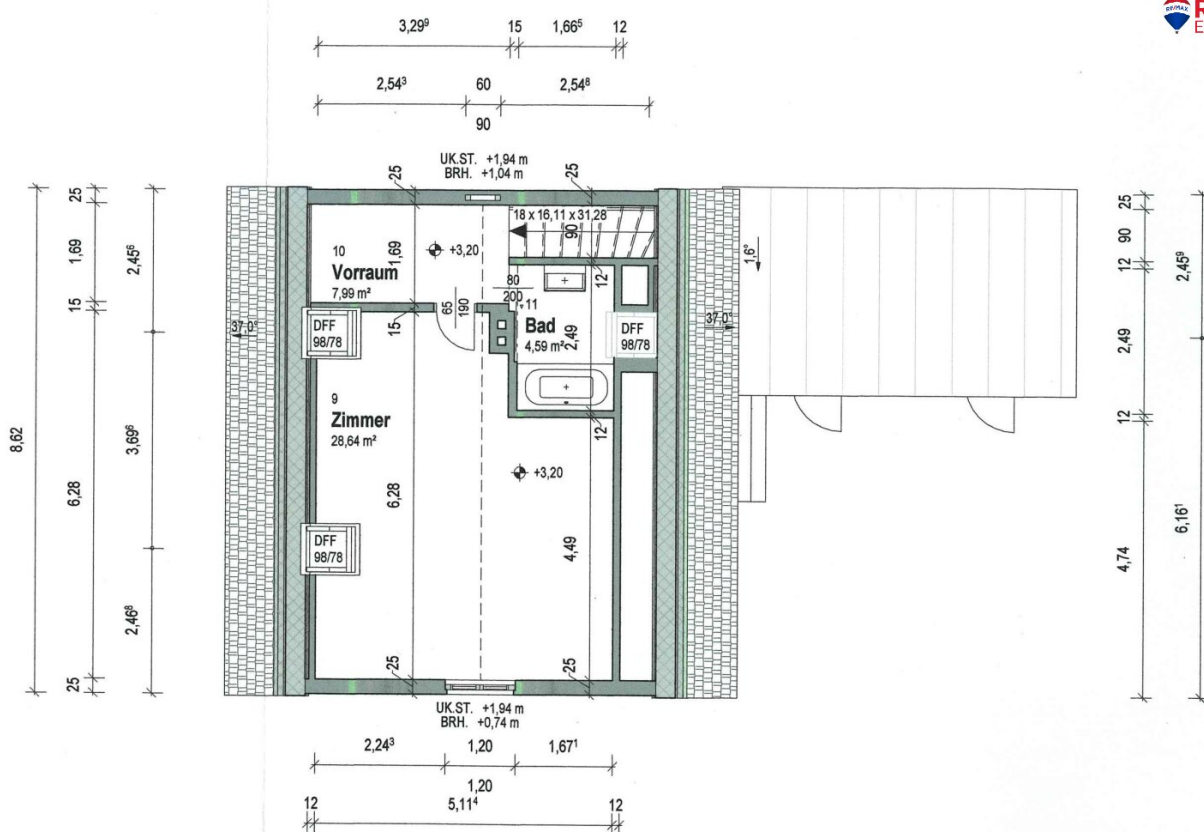 RE/MAX
3,29⁹ 15 1,66⁵ 12
2,54³ 60 2,54⁸
90
UK.ST. +1,94 m
BRH. +1,04 m
25
25
18 x 16,11 x 31,28
90
10
Vorraum
7,99 m²
1,69
+3,20
12
80
200
11
Bad
4,59 m²
2,49
65
190
15
37,0°
DFF
98/78
DFF
98/78
37,0°
1,6°
9
Zimmer
28,64 m²
12
+3,20
6,28
4,49
DFF
98/78
25
25
UK.ST. +1,94 m
BRH. +0,74 m
2,24³ 1,20 1,67¹
1,20
12 5,11⁴ 12
8,62
25
1,69
15
6,28
25
2,45⁶
3,69⁶
2,46⁸
25
90
12
2,49
12
4,74
2,45⁹
6,16¹